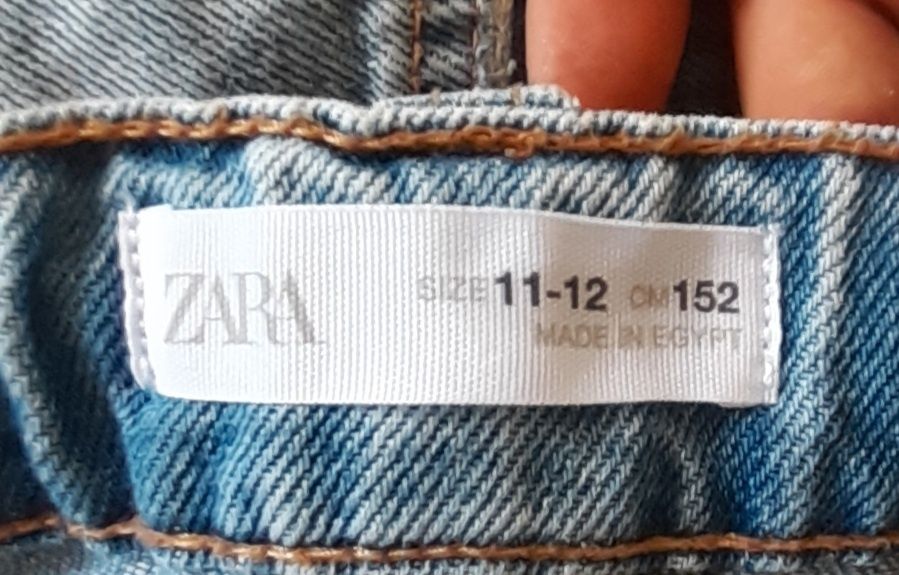 ZARA SIZE 11-12 CM 152
MADE IN EGYPT